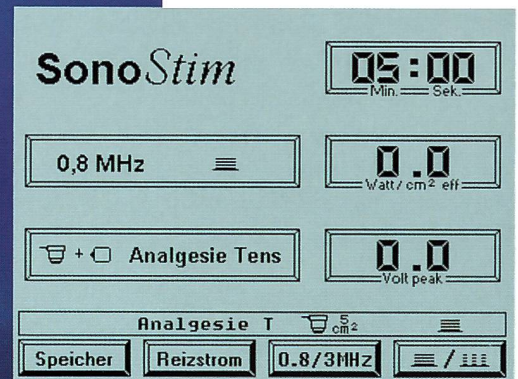 SonoStim
05:00
Min. Sek.
0,8 MHz
0.0
Watt/cm² eff
+ Analgesie Tens
0.0
Volt peak
Analgesie T 5 cm²
Speicher Reizstrom 0.8/3MHz /